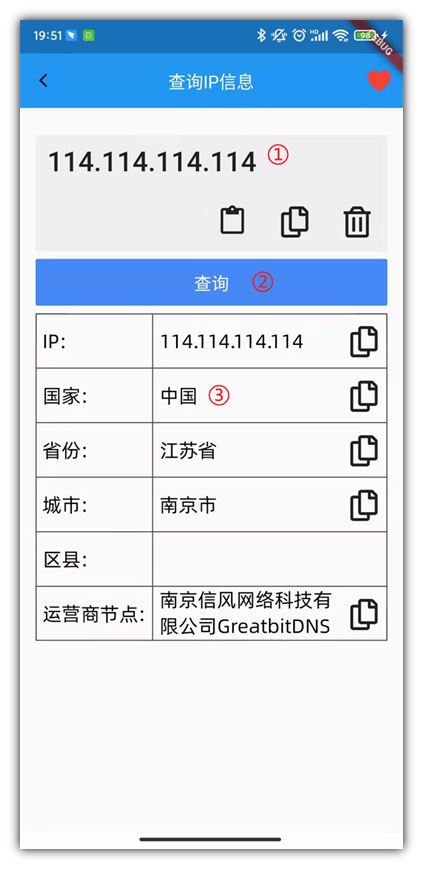 19:51 HD 98
DEBUG
查询IP信息
114.114.114.114 ①
查询 ②
IP: 114.114.114.114
国家: 中国 ③
省份: 江苏省
城市: 南京市
区县:
运营商节点: 南京信风网络科技有
限公司GreatbitDNS